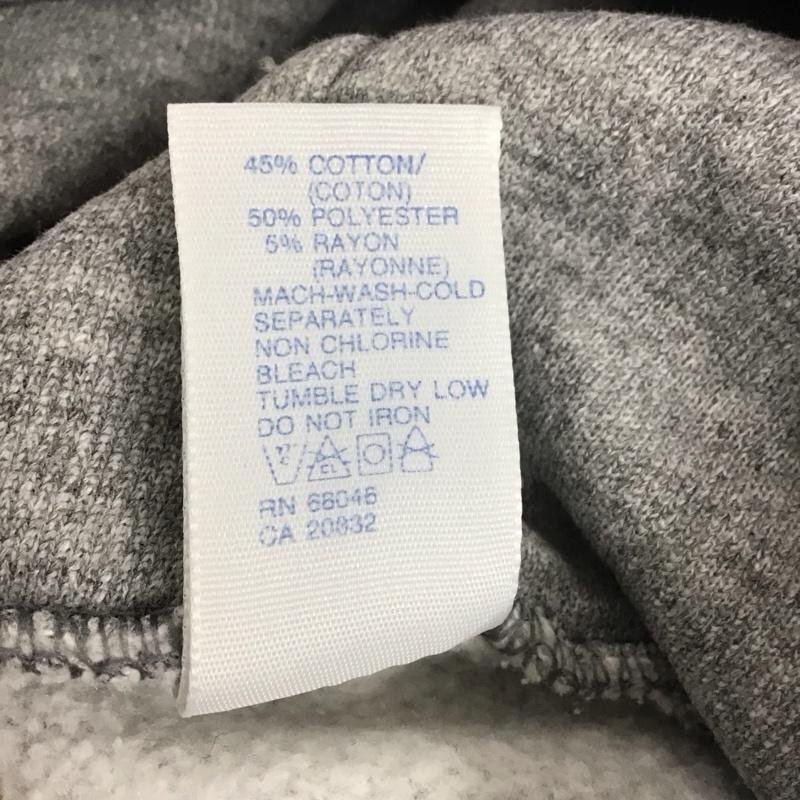 45% COTTON/
(COTON)
50% POLYESTER
5% RAYON
(RAYONNE)
MACH-WASH-COLD
SEPARATELY
NON CHLORINE
BLEACH
TUMBLE DRY LOW
DO NOT IRON
CL
RN 68046
CA 20832